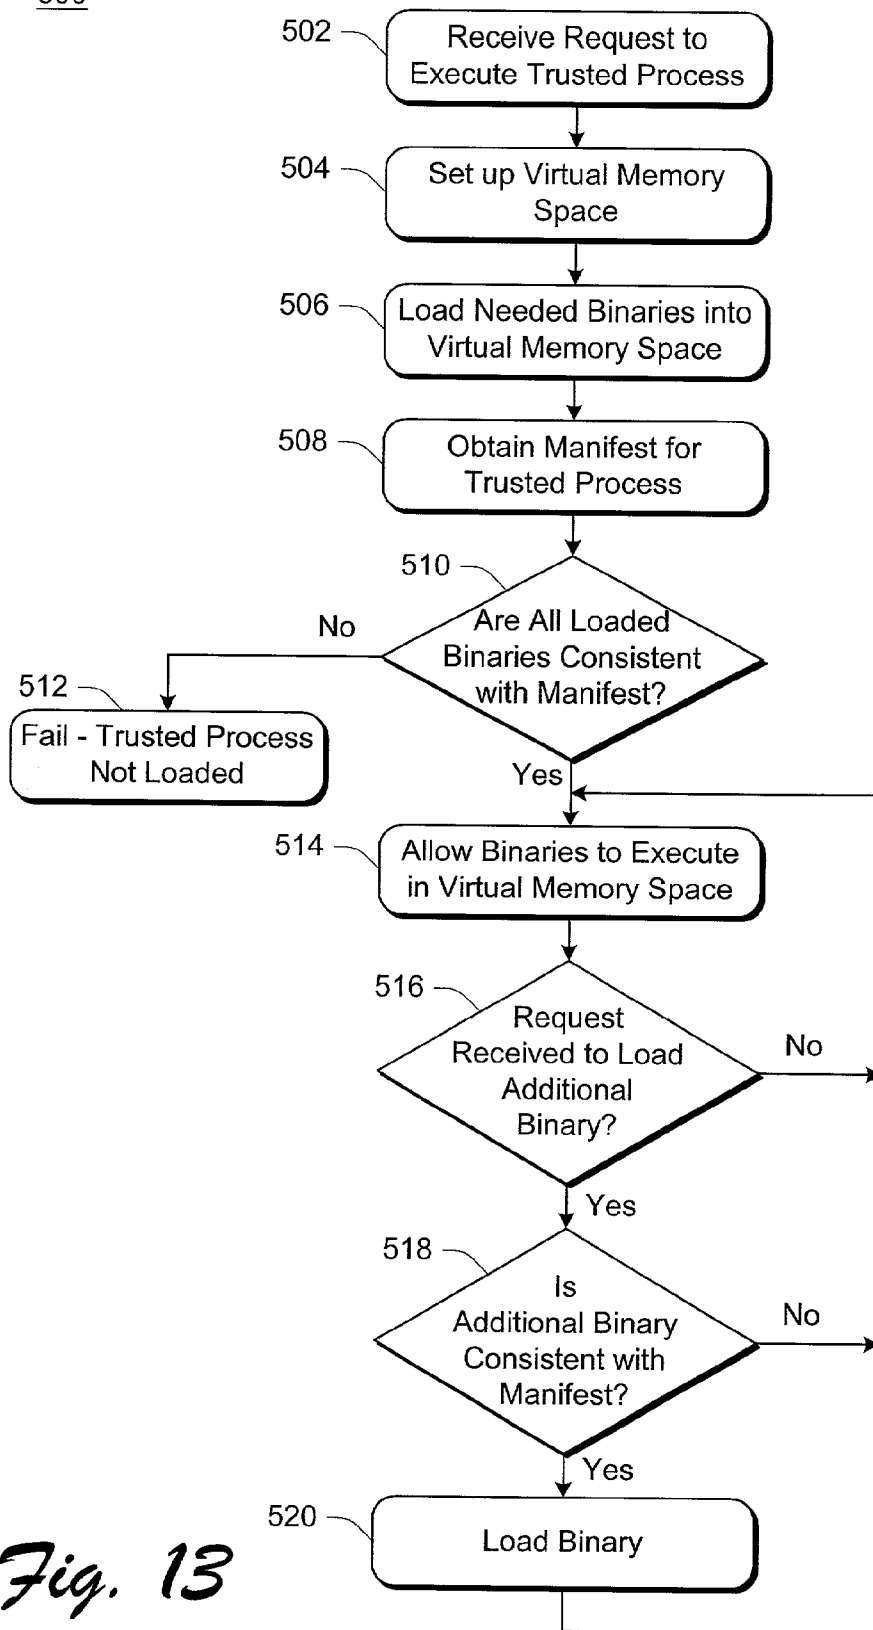 502
Receive Request to
Execute Trusted Process
504
Set up Virtual Memory
Space
506
Load Needed Binaries into
Virtual Memory Space
508
Obtain Manifest for
Trusted Process
510
Are All Loaded
Binaries Consistent
with Manifest?
No
512
Fail - Trusted Process
Not Loaded
Yes
514
Allow Binaries to Execute
in Virtual Memory Space
516
Request
Received to Load
Additional
Binary?
No
Yes
518
Is
Additional Binary
Consistent with
Manifest?
No
Yes
520
Load Binary
Fig. 13